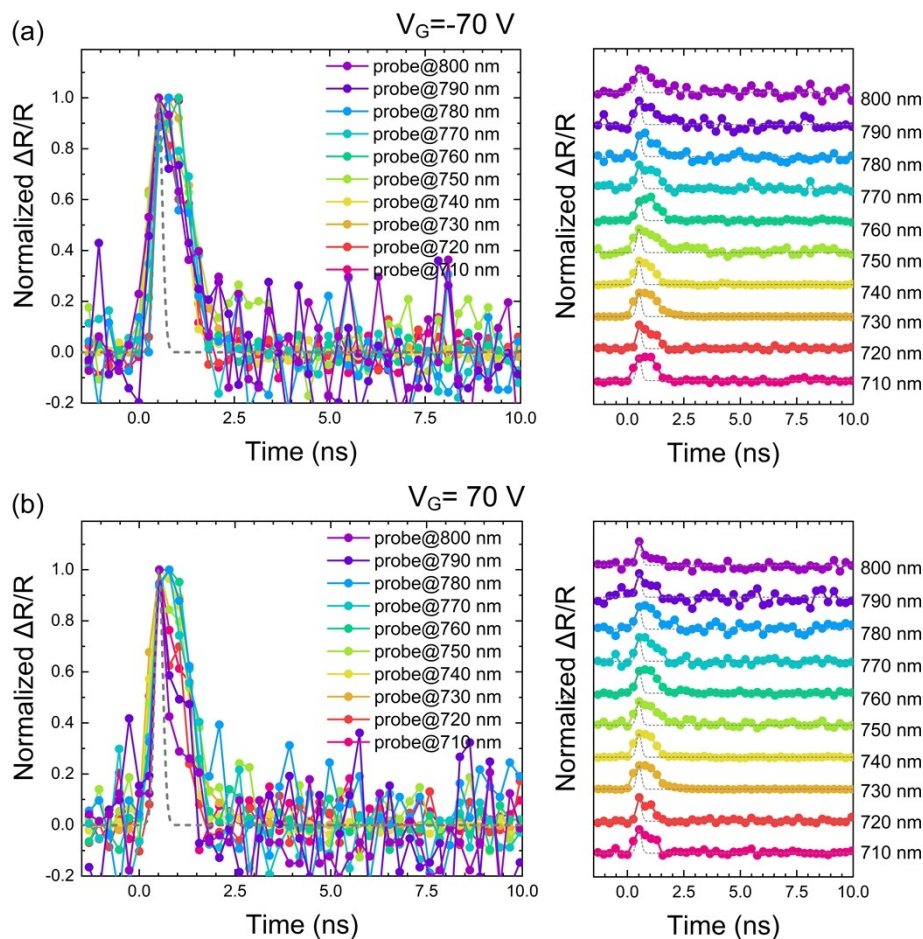 (a)
V_G=-70 V
Normalized ΔR/R
1.0
0.8
0.6
0.4
0.2
0.0
-0.2
probe@800 nm
probe@790 nm
probe@780 nm
probe@770 nm
probe@760 nm
probe@750 nm
probe@740 nm
probe@730 nm
probe@720 nm
probe@710 nm
0.0 2.5 5.0 7.5 10.0
Time (ns)
Normalized ΔR/R
800 nm
790 nm
780 nm
770 nm
760 nm
750 nm
740 nm
730 nm
720 nm
710 nm
0.0 2.5 5.0 7.5 10.0
Time (ns)
(b)
V_G= 70 V
Normalized ΔR/R
1.0
0.8
0.6
0.4
0.2
0.0
-0.2
probe@800 nm
probe@790 nm
probe@780 nm
probe@770 nm
probe@760 nm
probe@750 nm
probe@740 nm
probe@730 nm
probe@720 nm
probe@710 nm
0.0 2.5 5.0 7.5 10.0
Time (ns)
Normalized ΔR/R
800 nm
790 nm
780 nm
770 nm
760 nm
750 nm
740 nm
730 nm
720 nm
710 nm
0.0 2.5 5.0 7.5 10.0
Time (ns)